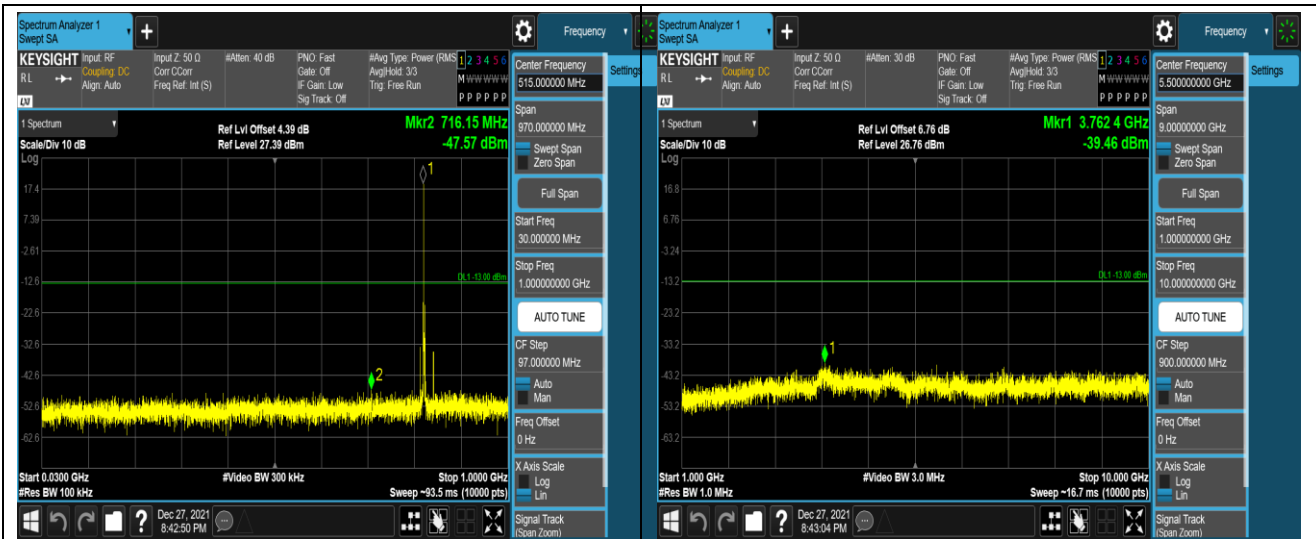 Spectrum Analyzer 1
Swept SA
+
Frequency
KEYSIGHT
RL
LXI
Input: RF
Coupling: DC
Align: Auto
Input Z: 50 Ω
Corr CCorr
Freq Ref: Int (S)
#Atten: 40 dB
PNO: Fast
Gate: Off
IF Gain: Low
Sig Track: Off
#Avg Type: Power (RMS
Avg|Hold: 3/3
Trig: Free Run
1 2 3 4 5 6
M W W W W W
P P P P P P
1 Spectrum
Scale/Div 10 dB
Log
Ref Lvl Offset 4.39 dB
Ref Level 27.39 dBm
Mkr2 716.15 MHz
-47.57 dBm
1
17.4
7.39
-2.61
DL1 -13.00 dBm
-12.6
-22.6
-32.6
-42.6
2
-52.6
-62.6
Start 0.0300 GHz
#Res BW 100 kHz
#Video BW 300 kHz
Stop 1.0000 GHz
Sweep ~93.5 ms (10000 pts)
Dec 27, 2021
8:42:50 PM
Center Frequency
515.000000 MHz
Settings
Span
970.000000 MHz
Swept Span
Zero Span
Full Span
Start Freq
30.000000 MHz
Stop Freq
1.000000000 GHz
AUTO TUNE
CF Step
97.000000 MHz
Auto
Man
Freq Offset
0 Hz
X Axis Scale
Log
Lin
Signal Track
(Span Zoom)
Spectrum Analyzer 1
Swept SA
+
Frequency
KEYSIGHT
RL
LXI
Input: RF
Coupling: DC
Align: Auto
Input Z: 50 Ω
Corr CCorr
Freq Ref: Int (S)
#Atten: 30 dB
PNO: Fast
Gate: Off
IF Gain: Low
Sig Track: Off
#Avg Type: Power (RMS
Avg|Hold: 3/3
Trig: Free Run
1 2 3 4 5 6
M W W W W W
P P P P P P
1 Spectrum
Scale/Div 10 dB
Log
Ref Lvl Offset 6.76 dB
Ref Level 26.76 dBm
Mkr1 3.762 4 GHz
-39.46 dBm
16.8
6.76
-3.24
DL1 -13.00 dBm
-13.2
-23.2
-33.2
1
-43.2
-53.2
-63.2
Start 1.000 GHz
#Res BW 1.0 MHz
#Video BW 3.0 MHz
Stop 10.000 GHz
Sweep ~16.7 ms (10000 pts)
Dec 27, 2021
8:43:04 PM
Center Frequency
5.500000000 GHz
Settings
Span
9.00000000 GHz
Swept Span
Zero Span
Full Span
Start Freq
1.000000000 GHz
Stop Freq
10.000000000 GHz
AUTO TUNE
CF Step
900.000000 MHz
Auto
Man
Freq Offset
0 Hz
X Axis Scale
Log
Lin
Signal Track
(Span Zoom)